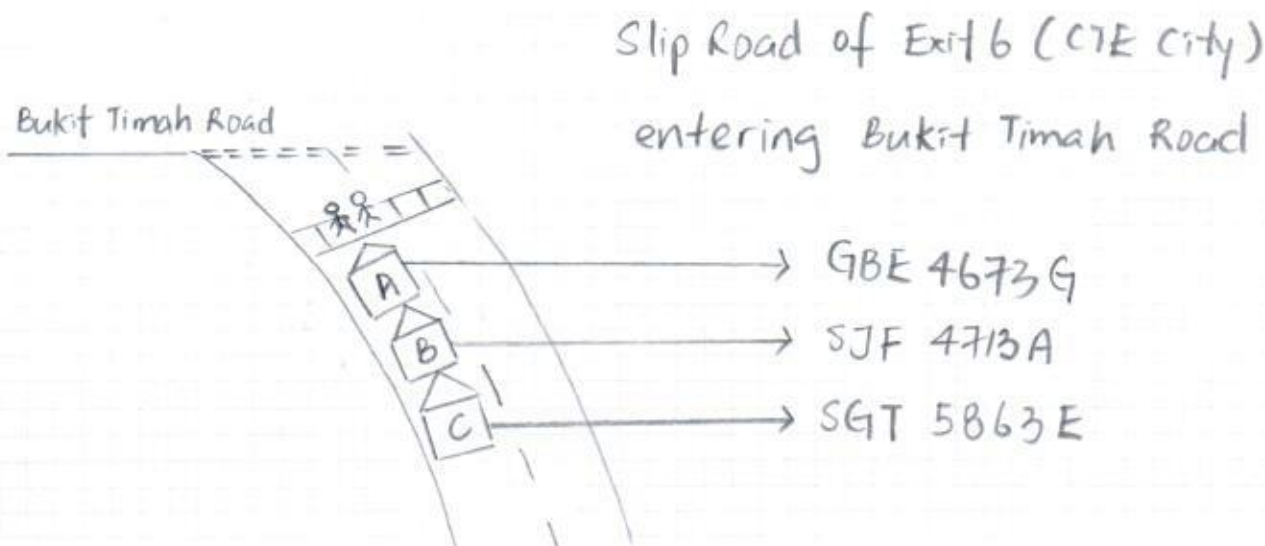 Slip Road of Exit 6 (CTE City)
entering Bukit Timah Road
Bukit Timah Road
A
GBE 4673G
B
SJF 4713A
C
SGT 5863E